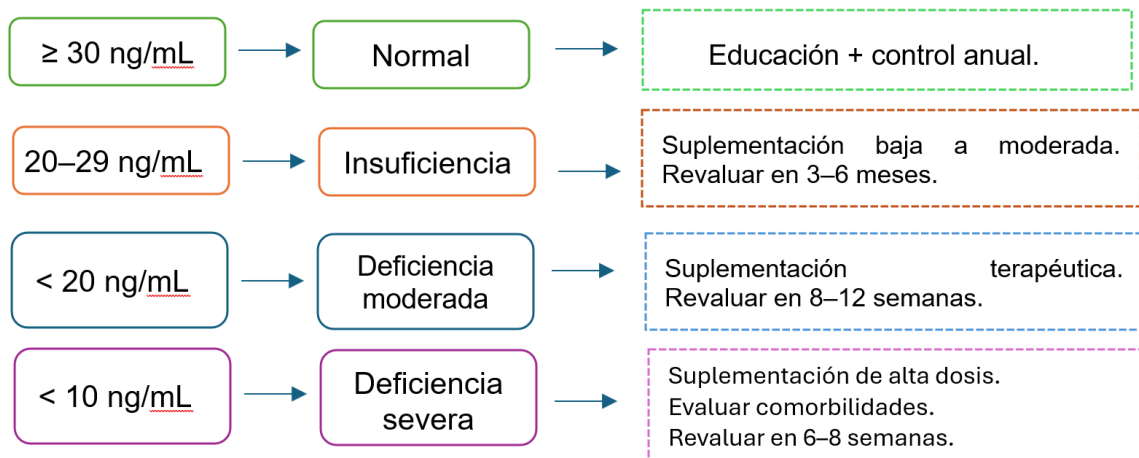 ≥ 30 ng/mL
Normal
Educación + control anual.
20–29 ng/mL
Insuficiencia
Suplementación baja a moderada.
Revaluar en 3–6 meses.
< 20 ng/mL
Deficiencia
moderada
Suplementación terapéutica.
Revaluar en 8–12 semanas.
< 10 ng/mL
Deficiencia
severa
Suplementación de alta dosis.
Evaluar comorbilidades.
Revaluar en 6–8 semanas.